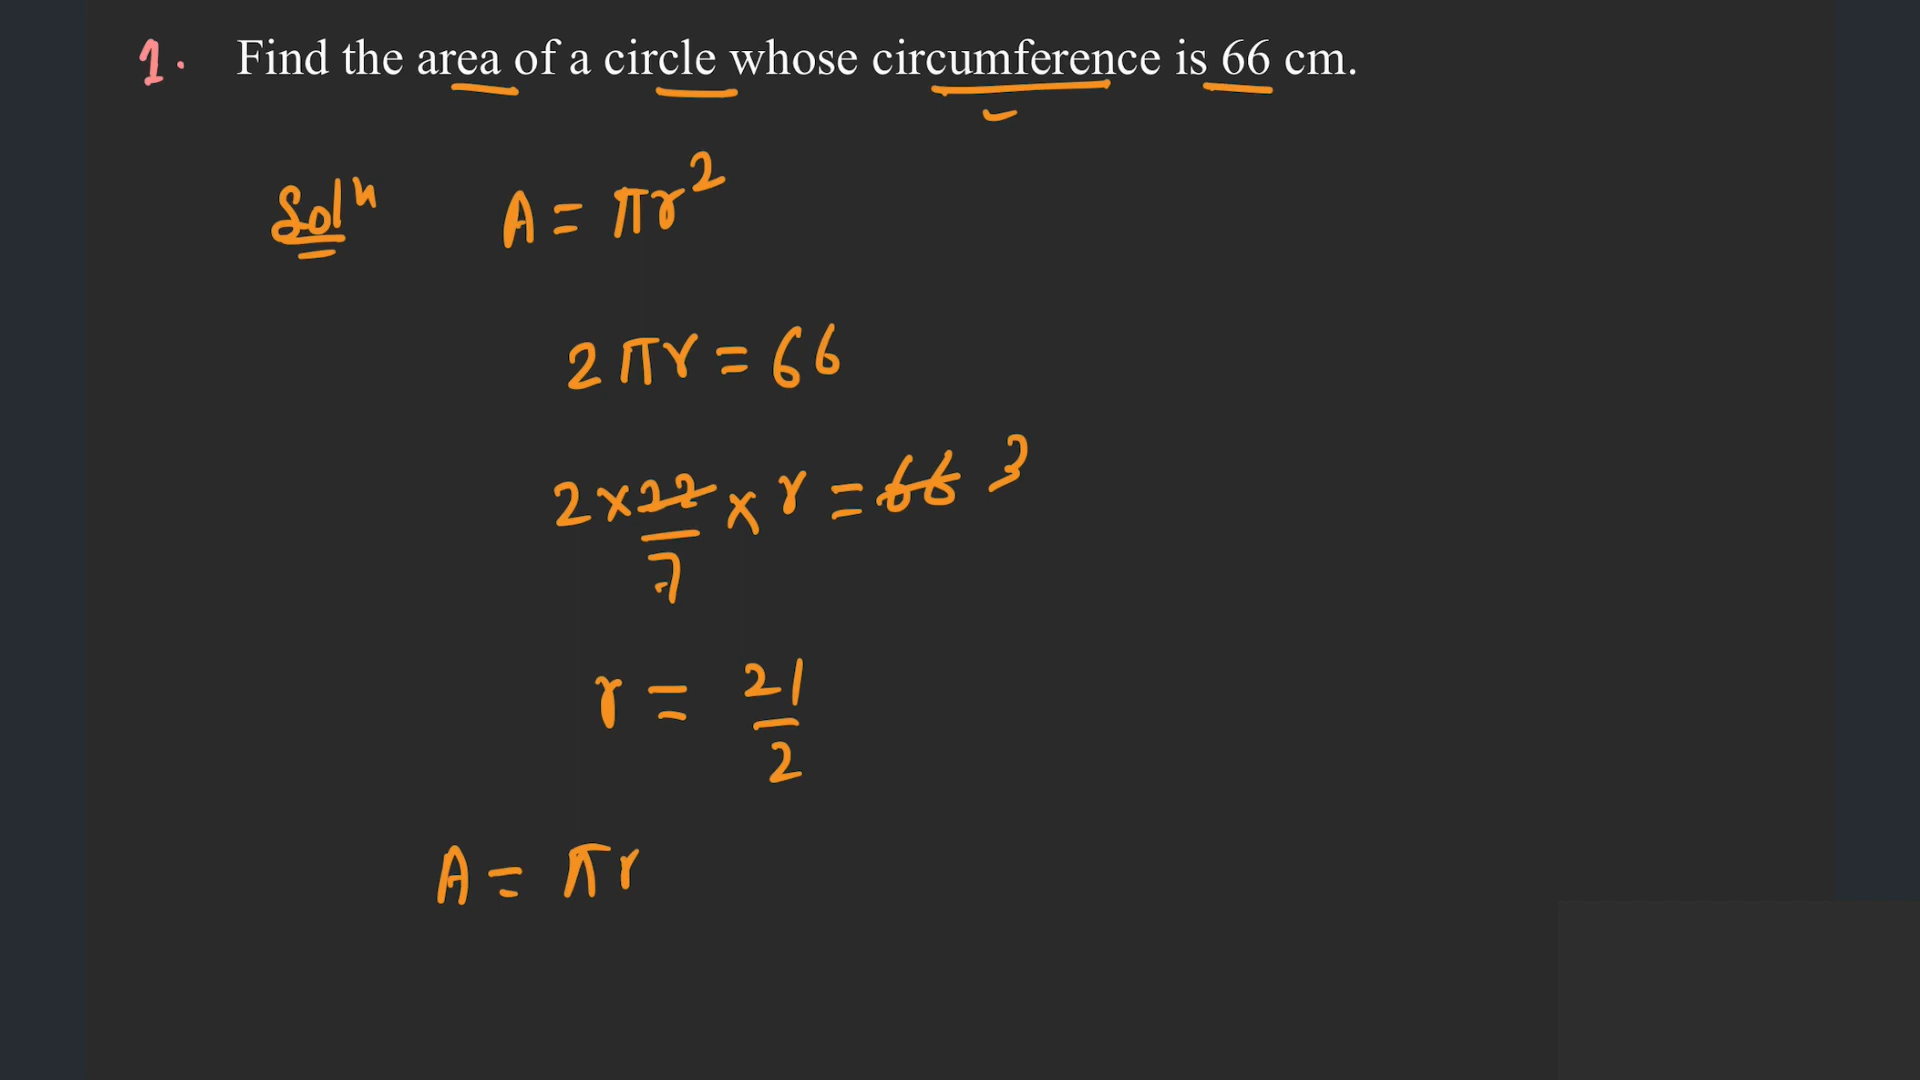 1. Find the area of a circle whose circumference is 66 cm.
Solⁿ A = πr²
2πr = 66
2 × 22/7 × r = 66 3
r = 21/2
A = πr